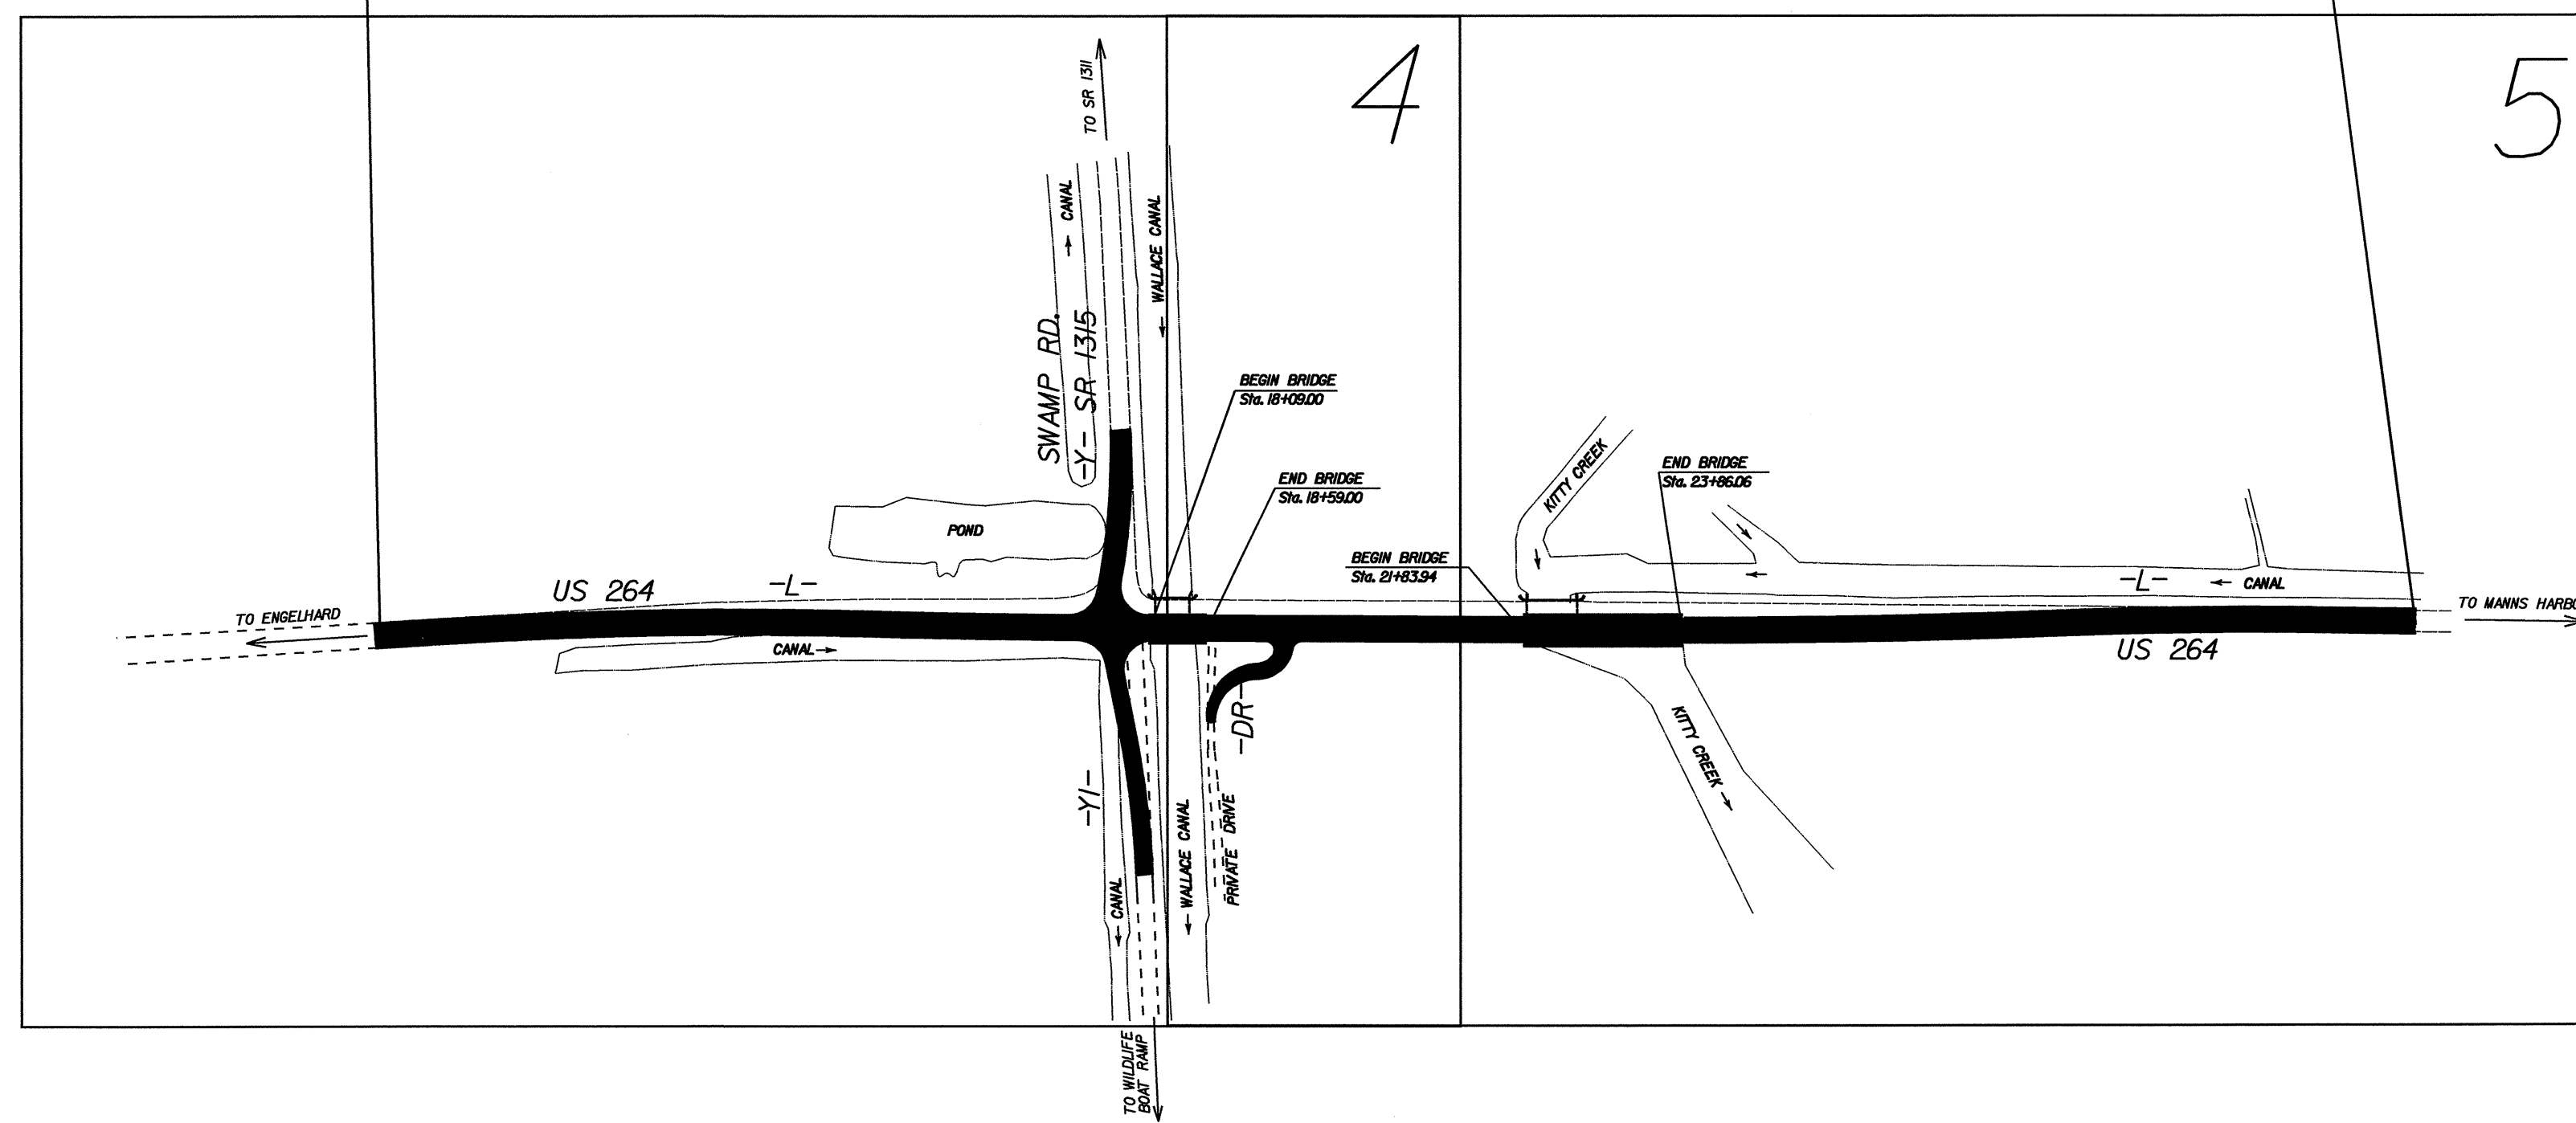 4
5
TO SR 1311
CANAL
WALLACE CANAL
SWAMP RD.
-Y- SR 1315
BEGIN BRIDGE
Sta. 18+09.00
END BRIDGE
Sta. 18+59.00
KITTY CREEK
END BRIDGE
Sta. 23+86.06
BEGIN BRIDGE
Sta. 21+83.94
POND
US 264
-L-
-L-
CANAL
TO ENGELHARD
TO MANNS HARBO
CANAL
US 264
-DR-
KITTY CREEK
-Y1-
CANAL
WALLACE CANAL
PRIVATE DRIVE
TO WILDLIFE
BOAT RAMP